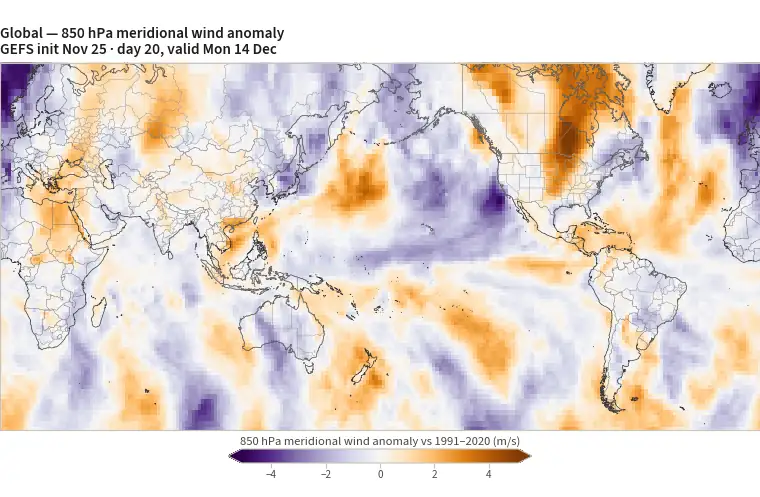 Global — 850 hPa meridional wind anomaly
GEFS init Nov 25 · day 20, valid Mon 14 Dec
850 hPa meridional wind anomaly vs 1991–2020 (m/s)
−4 −2 0 2 4